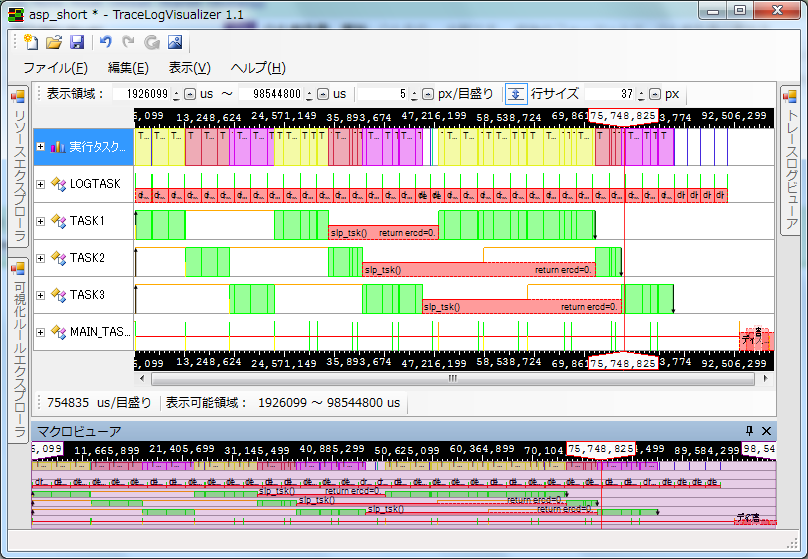 asp_short * - TraceLogVisualizer 1.1
ファイル(F) 編集(E) 表示(V) ヘルプ(H)
表示領域： 1926099 us ～ 98544800 us 5 px/目盛り 行サイズ 37 px
リソースエクスプローラ
可視化ルールエクスプローラ
トレースログビューア
5,099 13,248,624 24,571,149 35,893,674 47,216,199 58,538,724 69,861 75,748,825 3,774 92,506,299
実行タスク...
LOGTASK
TASK1
slp_tsk() return ercd=0.
TASK2
slp_tsk() return ercd=0.
TASK3
slp_tsk() return ercd=0.
MAIN_TAS...
5,099 13,248,624 24,571,149 35,893,674 47,216,199 58,538,724 69,861 75,748,825 3,774 92,506,299
754835 us/目盛り 表示可能領域： 1926099 ～ 98544800 us
マクロビューア
5,099 11,665,899 21,405,699 31,145,499 40,885,299 50,625,099 60,364,899 70,104 75,748,825 4,499 89,584,299 98,54
slp_tsk() return ercd=0.
slp_tsk() return ercd=0.
slp_tsk() return ercd=0.